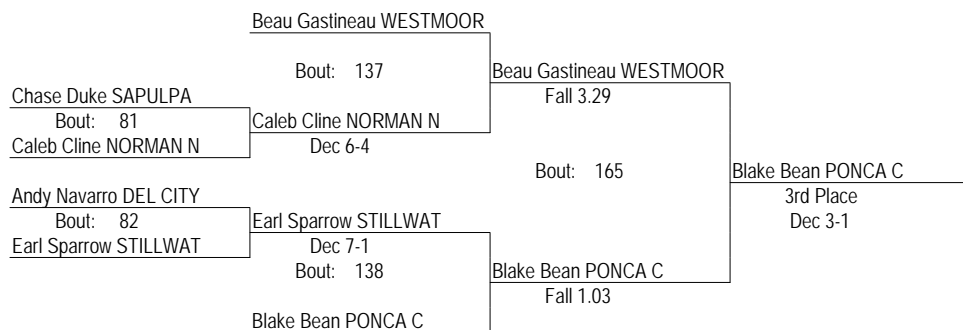 Beau Gastineau WESTMOOR
Bout: 137
Beau Gastineau WESTMOOR
Chase Duke SAPULPA
Fall 3.29
Bout: 81
Caleb Cline NORMAN N
Caleb Cline NORMAN N
Dec 6-4
Bout: 165
Blake Bean PONCA C
Andy Navarro DEL CITY
3rd Place
Bout: 82
Earl Sparrow STILLWAT
Dec 3-1
Earl Sparrow STILLWAT
Dec 7-1
Bout: 138
Blake Bean PONCA C
Fall 1.03
Blake Bean PONCA C